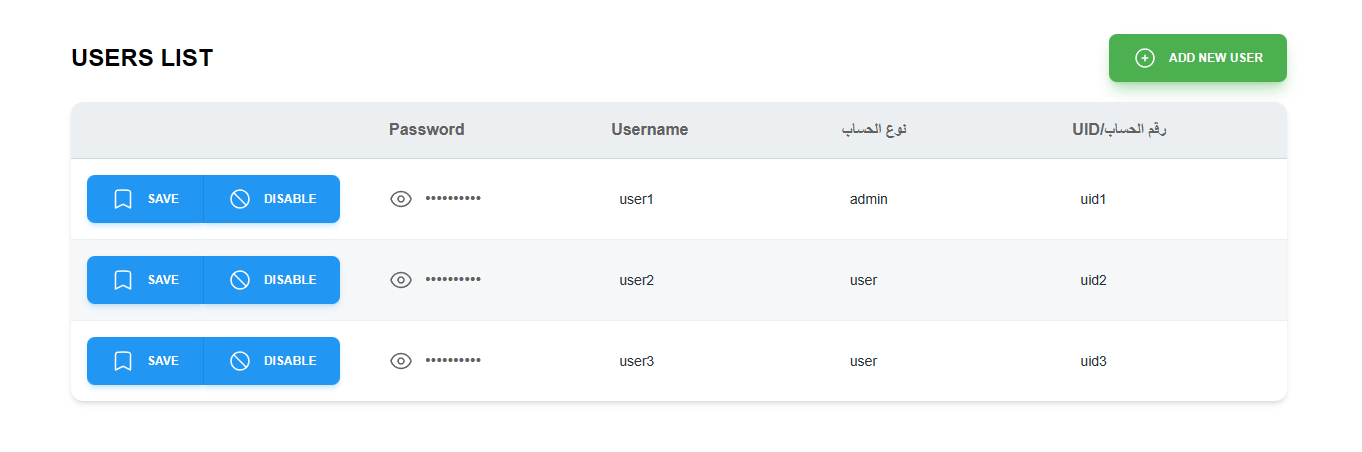 USERS LIST
ADD NEW USER
Password Username نوع الحساب UID/رقم الحساب
SAVE DISABLE •••••••••• user1 admin uid1
SAVE DISABLE •••••••••• user2 user uid2
SAVE DISABLE •••••••••• user3 user uid3